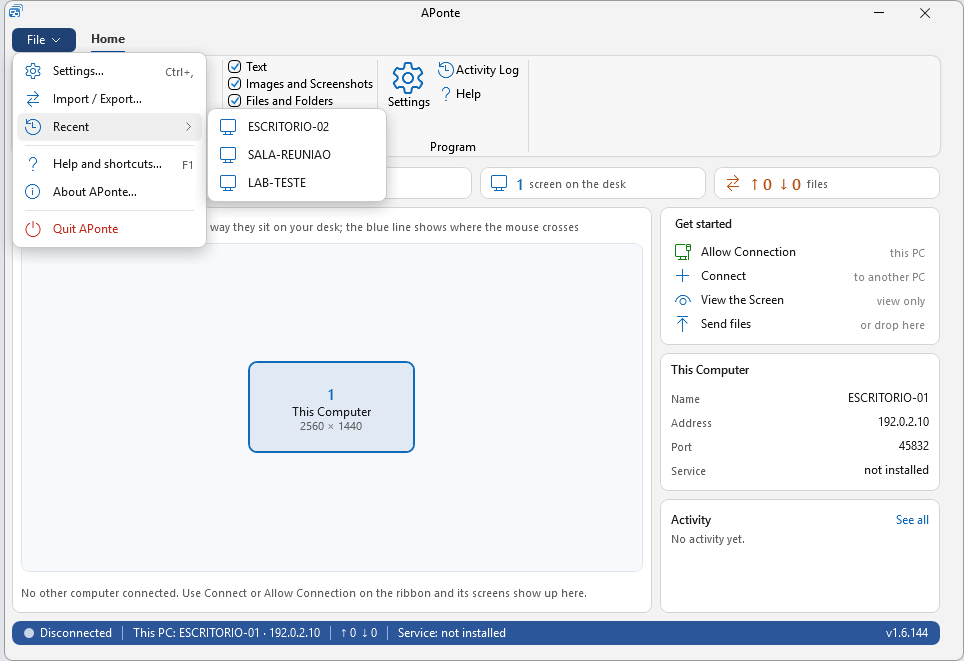 APonte
File
Home
Settings...
Ctrl+,
Import / Export...
Recent
Help and shortcuts...
F1
About APonte...
Quit APonte
ESCRITORIO-02
SALA-REUNIAO
LAB-TESTE
Text
Images and Screenshots
Files and Folders
Settings
Activity Log
? Help
Program
1 screen on the desk
↑ 0 ↓ 0 files
way they sit on your desk; the blue line shows where the mouse crosses
1
This Computer
2560 × 1440
No other computer connected. Use Connect or Allow Connection on the ribbon and its screens show up here.
Get started
Allow Connection this PC
Connect to another PC
View the Screen view only
Send files or drop here
This Computer
Name ESCRITORIO-01
Address 192.0.2.10
Port 45832
Service not installed
Activity See all
No activity yet.
Disconnected This PC: ESCRITORIO-01 · 192.0.2.10 ↑ 0 ↓ 0 Service: not installed v1.6.144